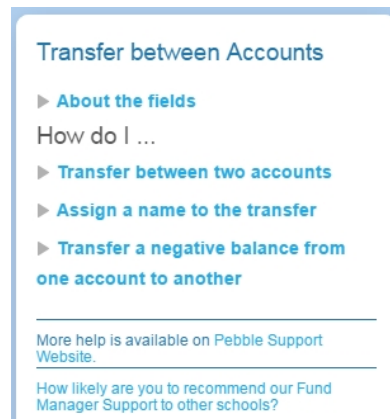 Transfer between Accounts
About the fields
How do I ...
Transfer between two accounts
Assign a name to the transfer
Transfer a negative balance from
one account to another
More help is available on Pebble Support
Website.
How likely are you to recommend our Fund
Manager Support to other schools?